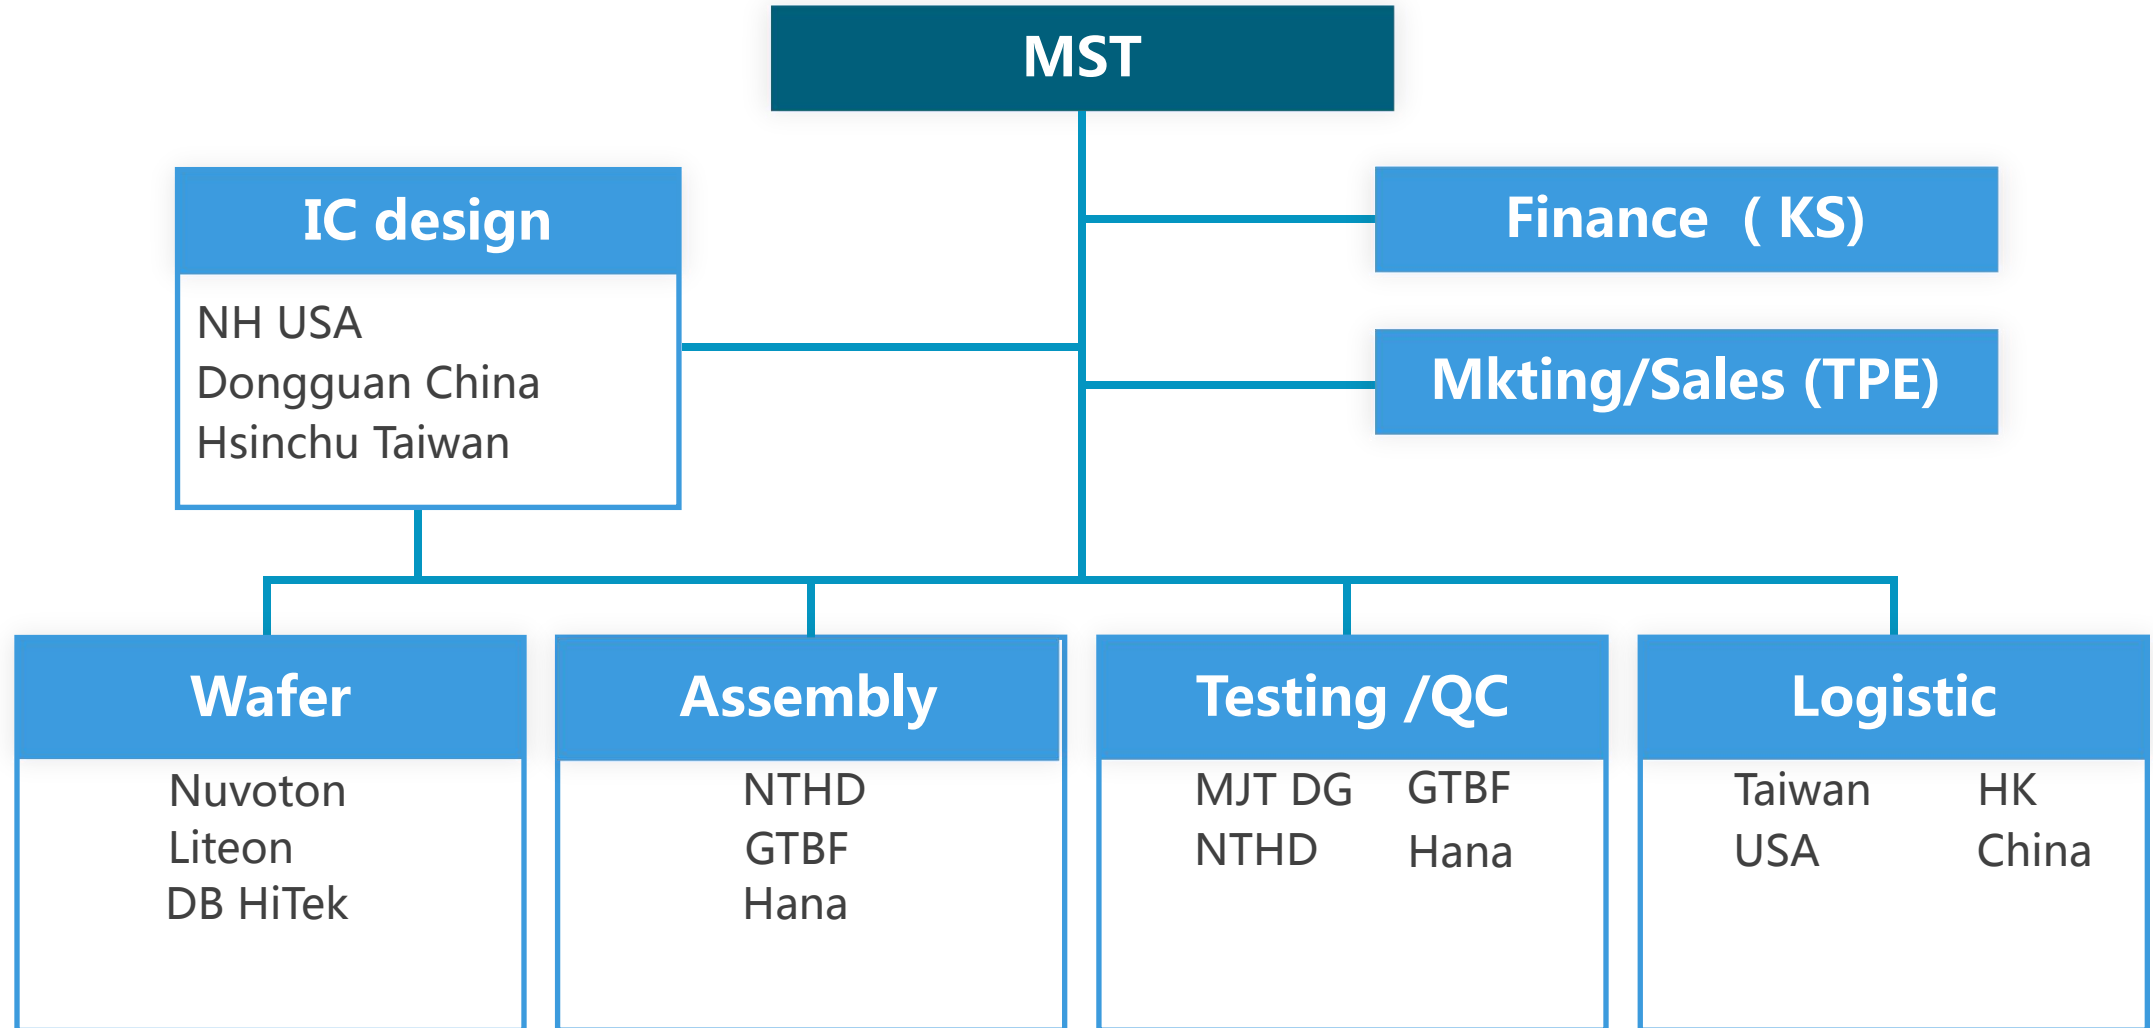 MST
IC design
NH USA
Dongguan China
Hsinchu Taiwan
Finance ( KS)
Mkting/Sales (TPE)
Wafer
Nuvoton
Liteon
DB HiTek
Assembly
NTHD
GTBF
Hana
Testing /QC
MJT DG GTBF
NTHD Hana
Logistic
Taiwan HK
USA China